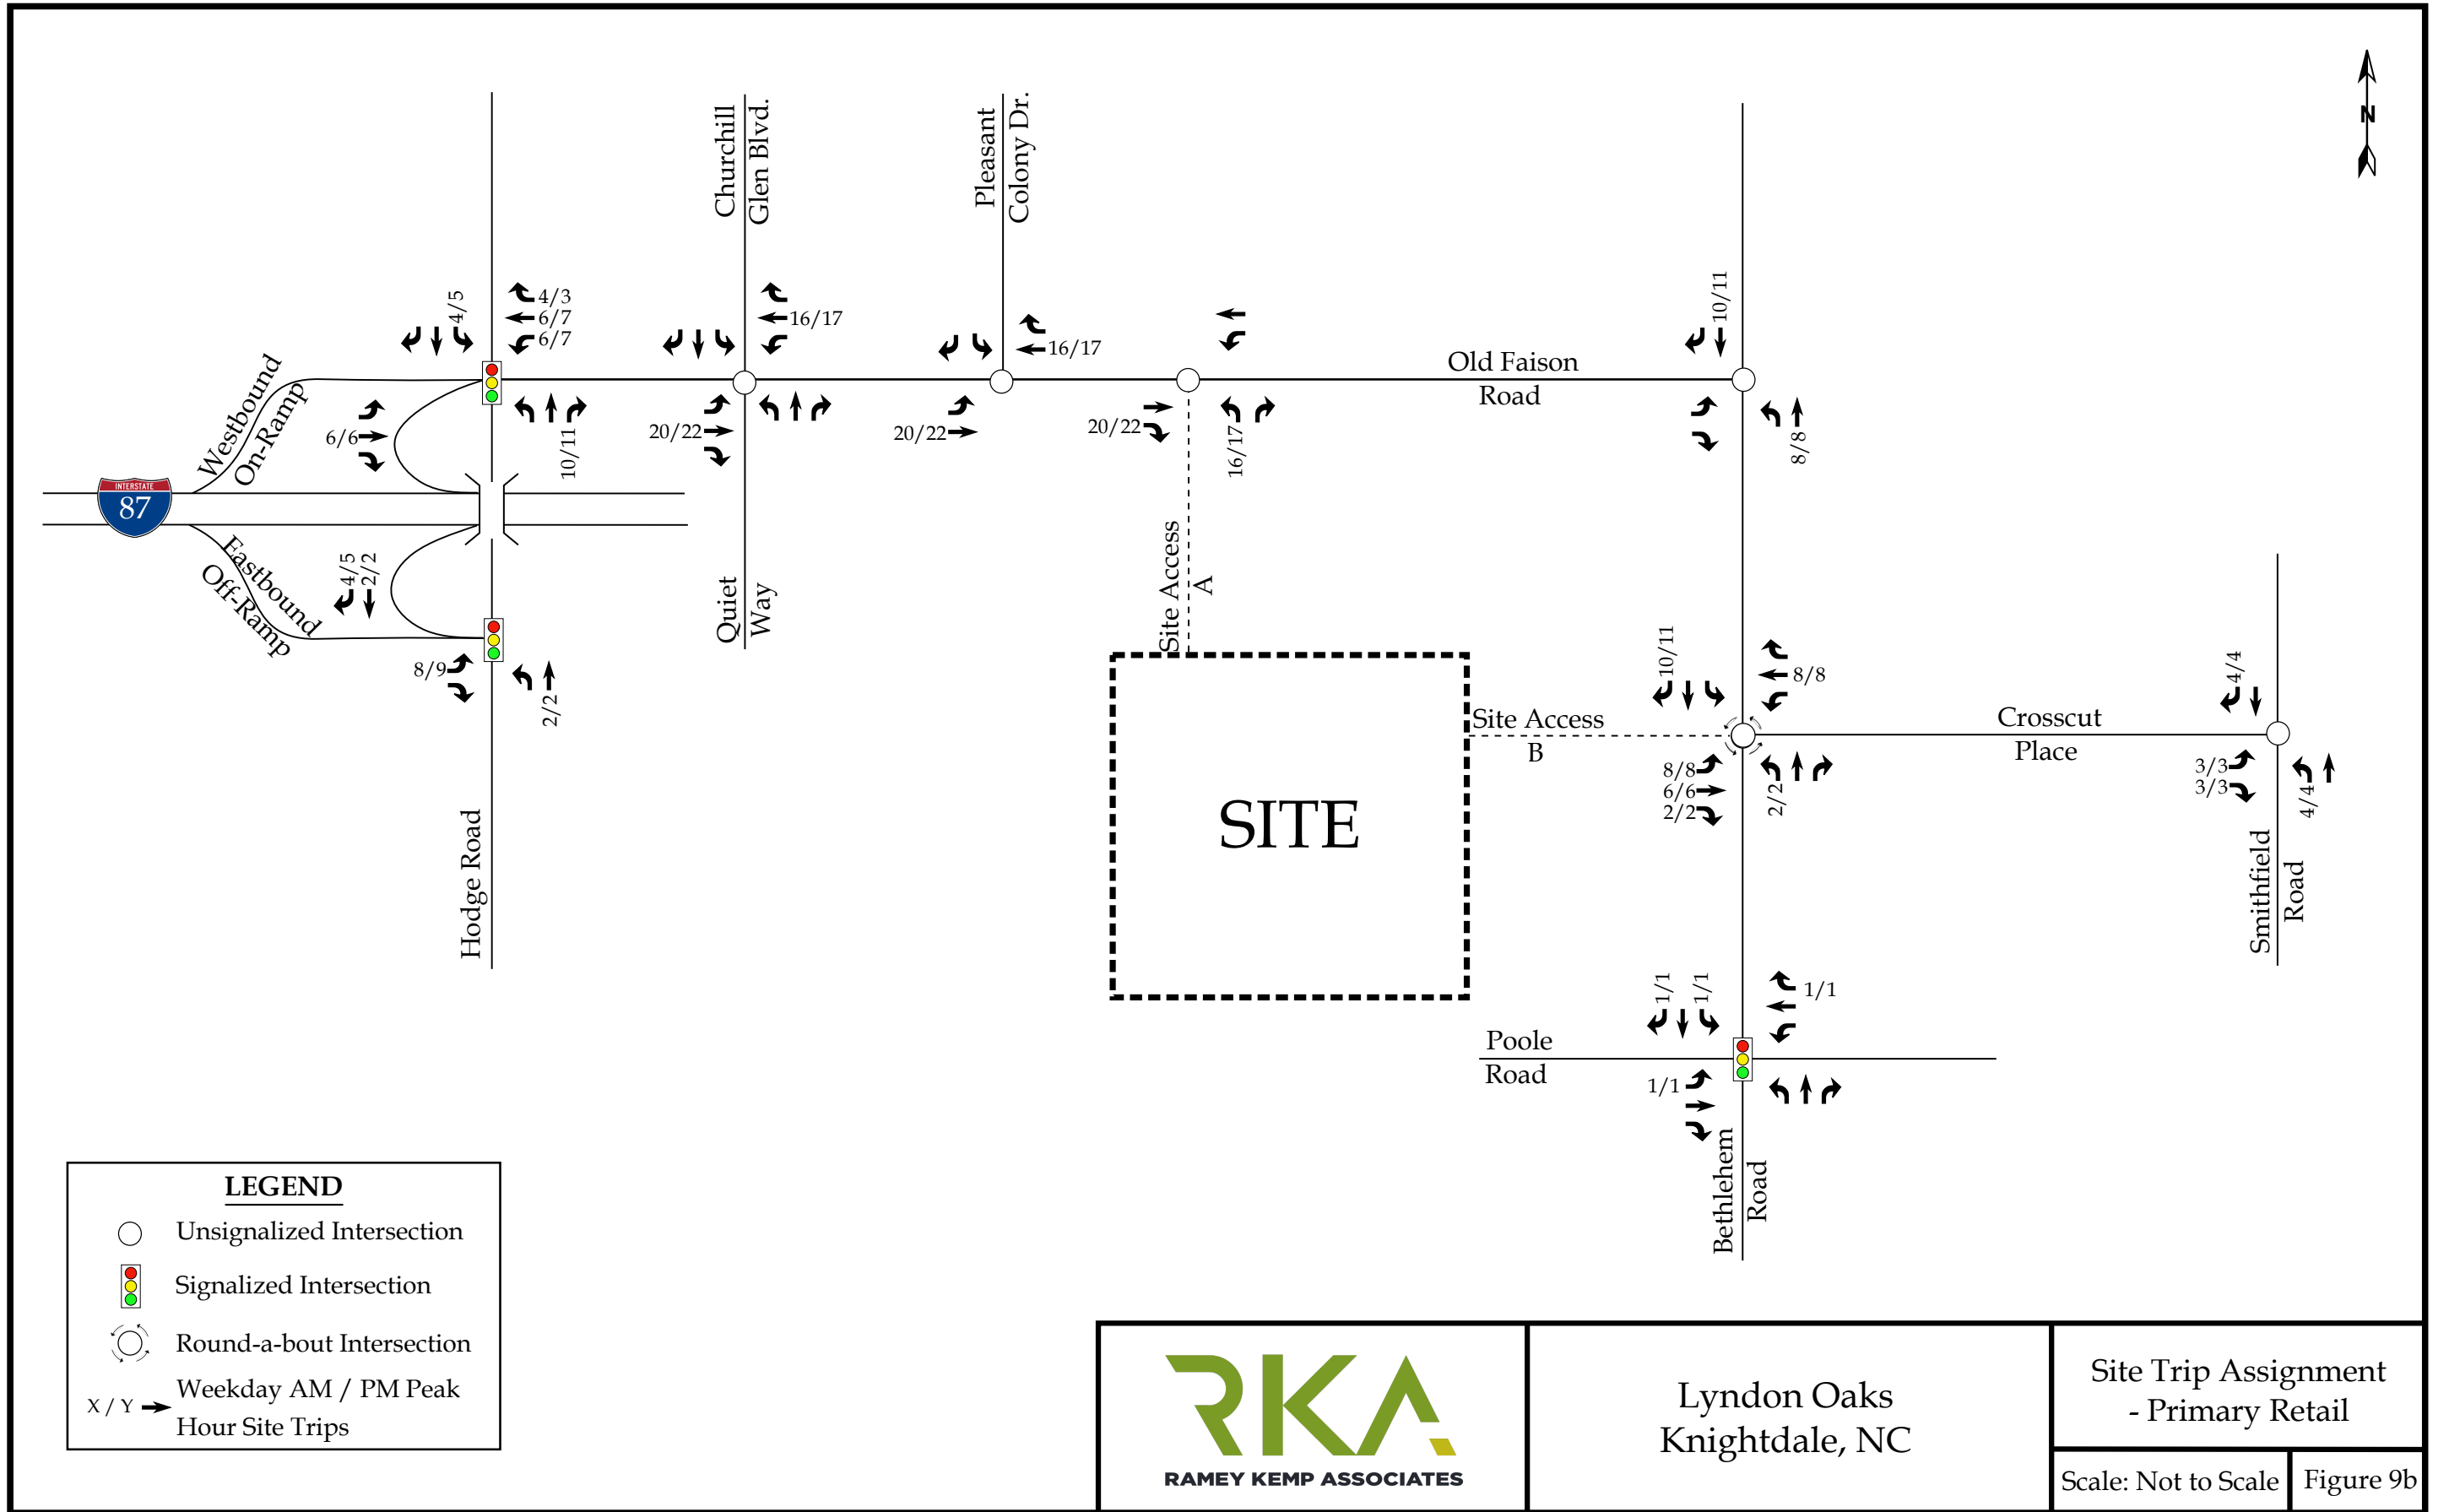 N
Churchill
Glen Blvd.
Pleasant
Colony Dr.
4/5
4/3
6/7
6/7
16/17
16/17
10/11
Old Faison
Road
Westbound
On-Ramp
6/6
10/11
20/22
20/22
20/22
16/17
8/8
INTERSTATE
87
Eastbound
Off-Ramp
4/5
2/2
8/9
2/2
Quiet
Way
Site Access
A
Hodge Road
SITE
Site Access
B
10/11
8/8
8/8
6/6
2/2
2/2
Crosscut
Place
4/4
3/3
3/3
4/4
Smithfield
Road
1/1
1/1
1/1
Poole
Road
1/1
Bethlehem
Road
LEGEND
Unsignalized Intersection
Signalized Intersection
Round-a-bout Intersection
X / Y
Weekday AM / PM Peak
Hour Site Trips
RKA
RAMEY KEMP ASSOCIATES
Lyndon Oaks
Knightdale, NC
Site Trip Assignment
- Primary Retail
Scale: Not to Scale
Figure 9b